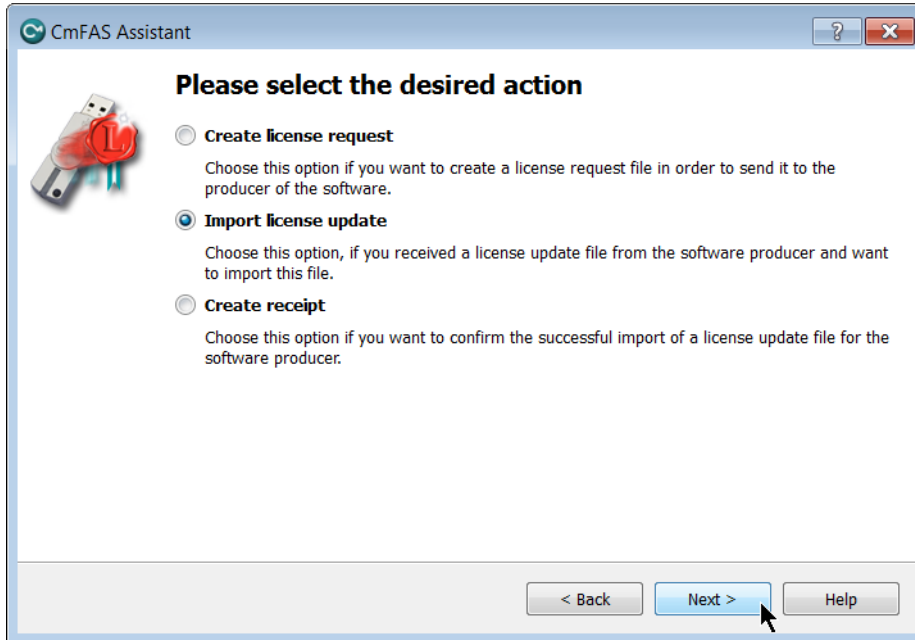 CmFAS Assistant
Please select the desired action
Create license request
Choose this option if you want to create a license request file in order to send it to the
producer of the software.
Import license update
Choose this option, if you received a license update file from the software producer and want
to import this file.
Create receipt
Choose this option if you want to confirm the successful import of a license update file for the
software producer.
< Back Next > Help